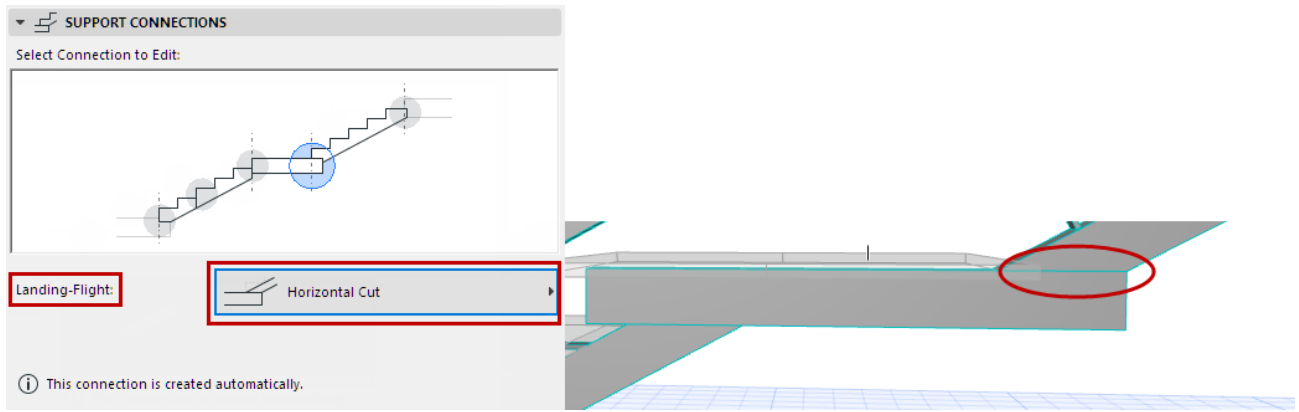 SUPPORT CONNECTIONS
Select Connection to Edit:
Landing-Flight:
Horizontal Cut
This connection is created automatically.